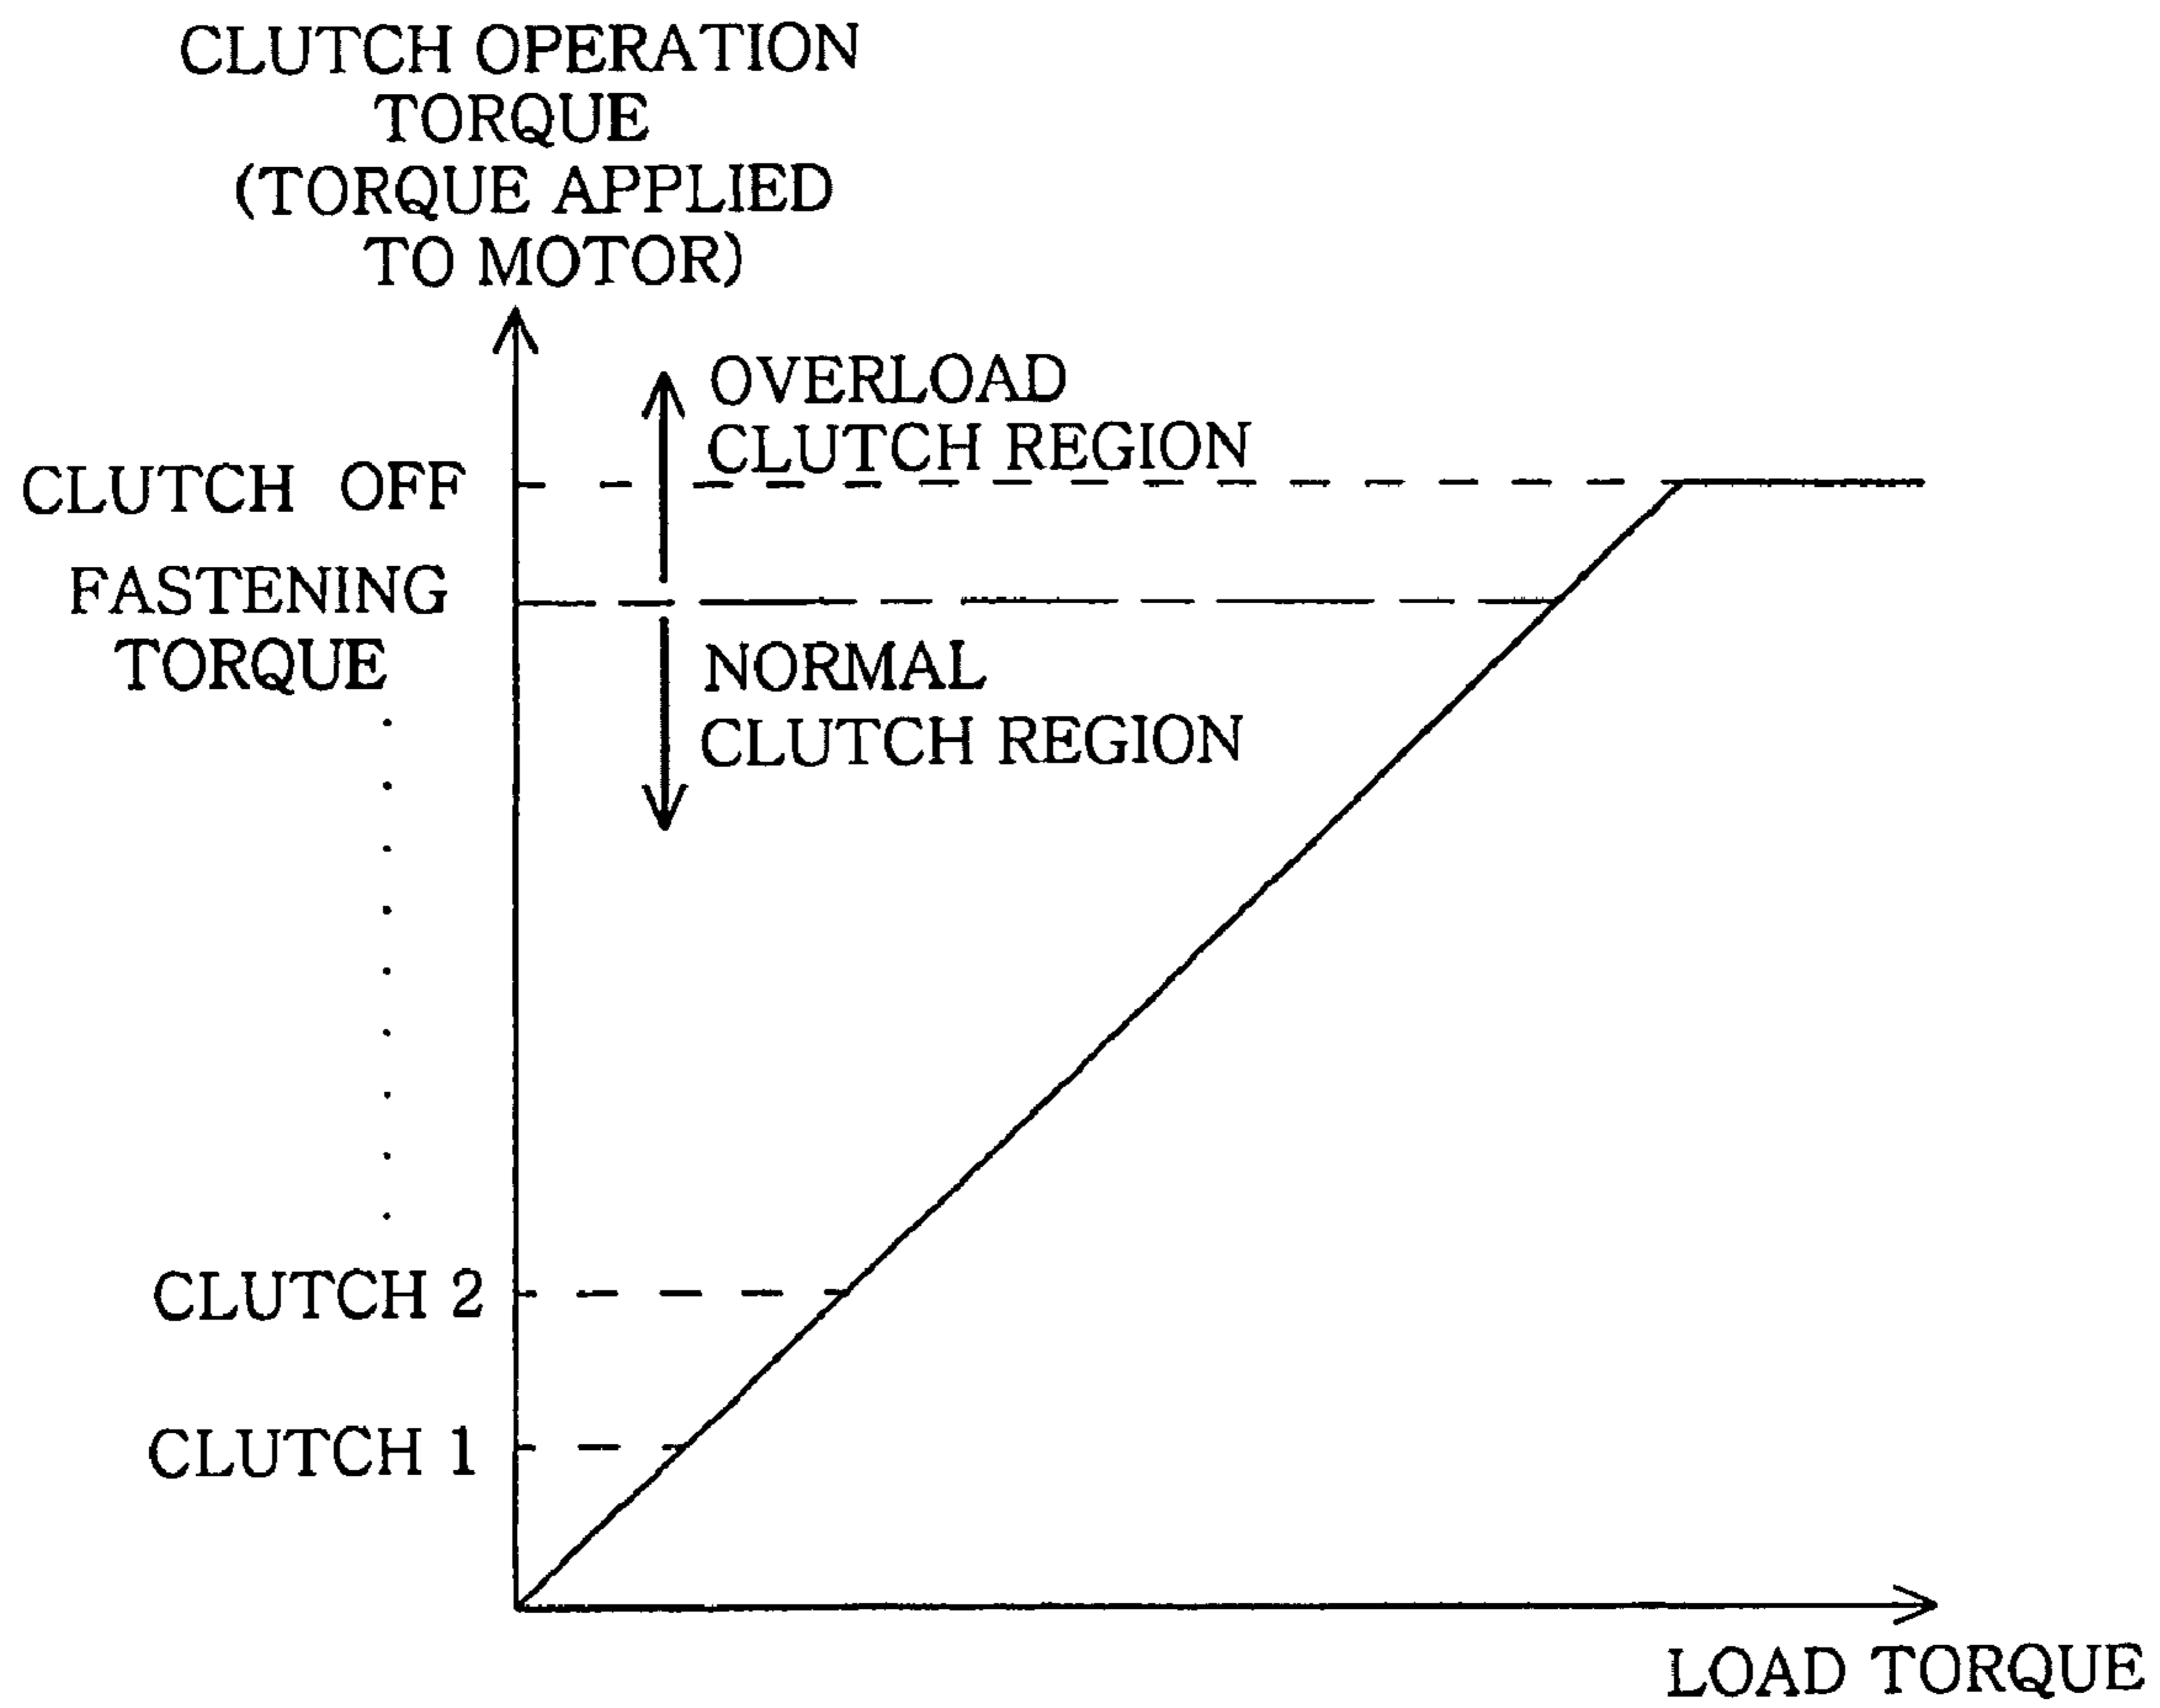 CLUTCH OPERATION
TORQUE
(TORQUE APPLIED
TO MOTOR)
OVERLOAD
CLUTCH REGION
CLUTCH OFF
FASTENING
TORQUE
NORMAL
CLUTCH REGION
CLUTCH 2
CLUTCH 1
LOAD TORQUE